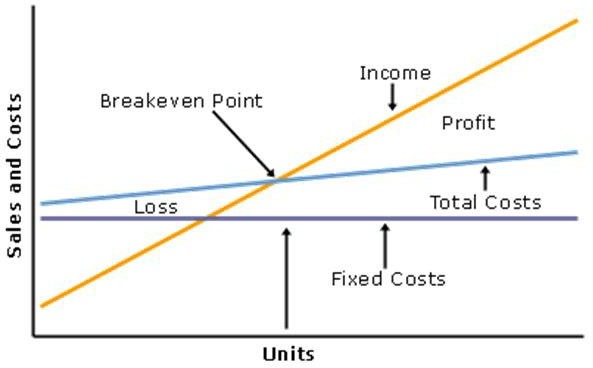 Income
Breakeven Point
Profit
Loss
Total Costs
Fixed Costs
Sales and Costs
Units